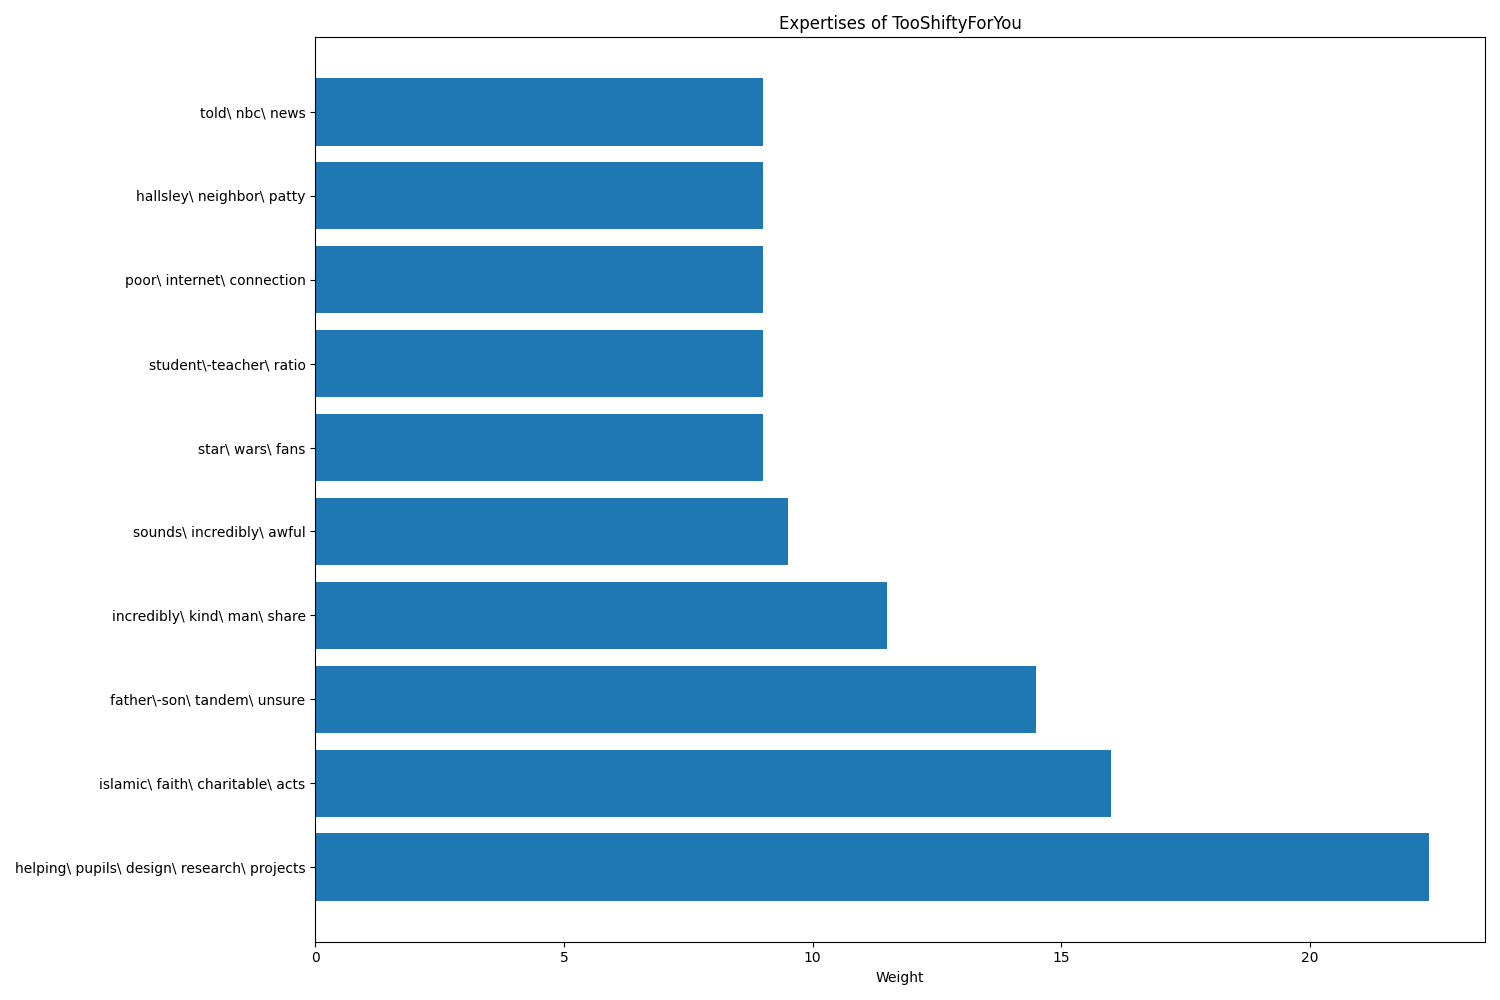 Expertises of TooShiftyForYou
told\ nbc\ news
hallsley\ neighbor\ patty
poor\ internet\ connection
student\-teacher\ ratio
star\ wars\ fans
sounds\ incredibly\ awful
incredibly\ kind\ man\ share
father\-son\ tandem\ unsure
islamic\ faith\ charitable\ acts
helping\ pupils\ design\ research\ projects
0 5 10 15 20
Weight